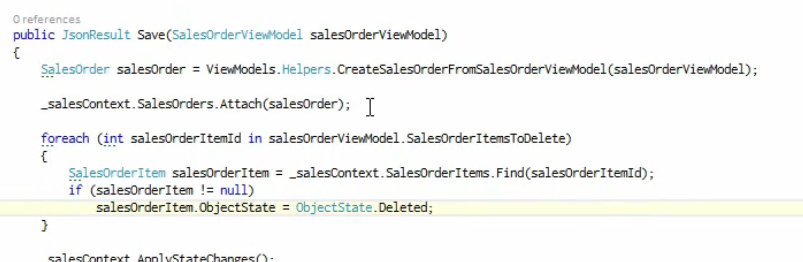 0 references
public JsonResult Save(SalesOrderViewModel salesOrderViewModel)
{
SalesOrder salesOrder = ViewModels.Helpers.CreateSalesOrderFromSalesOrderViewModel(salesOrderViewModel);
_salesContext.SalesOrders.Attach(salesOrder);
foreach (int salesOrderItemId in salesOrderViewModel.SalesOrderItemsToDelete)
{
SalesOrderItem salesOrderItem = _salesContext.SalesOrderItems.Find(salesOrderItemId);
if (salesOrderItem != null)
salesOrderItem.ObjectState = ObjectState.Deleted;
}
_salesContext.ApplyStateChanges();